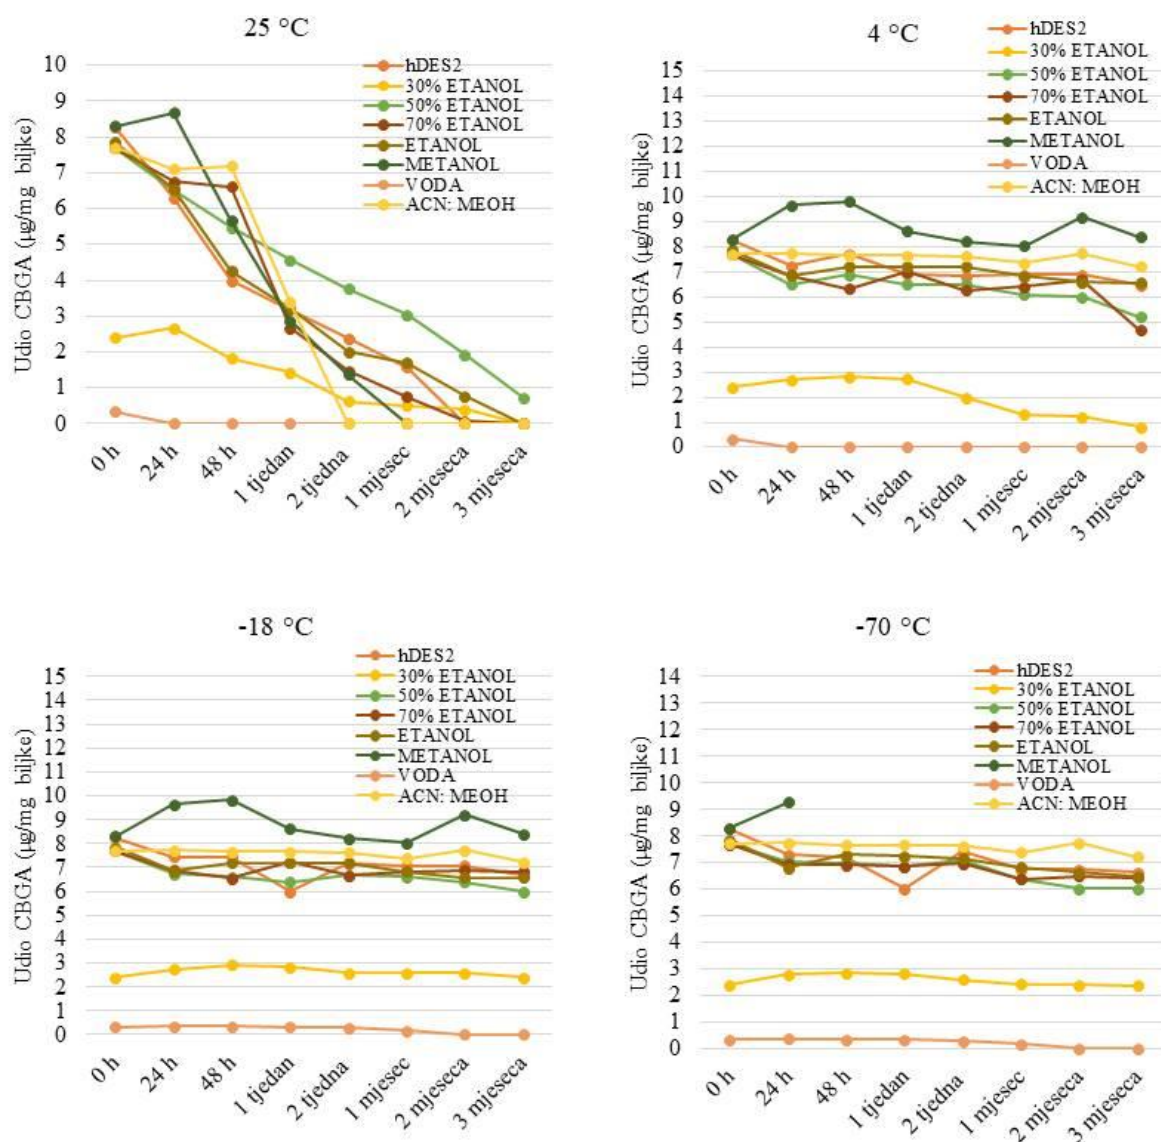 25 °C
Udio CBGA (µg/mg biljke)
10
9
8
7
6
5
4
3
2
1
0
hDES2
30% ETANOL
50% ETANOL
70% ETANOL
ETANOL
METANOL
VODA
ACN: MEOH
0 h
24 h
48 h
1 tjedan
2 tjedna
1 mjesec
2 mjeseca
3 mjeseca
4 °C
Udio CBGA (µg/mg biljke)
15
14
13
12
11
10
9
8
7
6
5
4
3
2
1
0
hDES2
30% ETANOL
50% ETANOL
70% ETANOL
ETANOL
METANOL
VODA
ACN: MEOH
0 h
24 h
48 h
1 tjedan
2 tjedna
1 mjesec
2 mjeseca
3 mjeseca
-18 °C
Udio CBGA (µg/mg biljke)
15
14
13
12
11
10
9
8
7
6
5
4
3
2
1
0
hDES2
30% ETANOL
50% ETANOL
70% ETANOL
ETANOL
METANOL
VODA
ACN: MEOH
0 h
24 h
48 h
1 tjedan
2 tjedna
1 mjesec
2 mjeseca
3 mjeseca
-70 °C
Udio CBGA (µg/mg biljke)
14
13
12
11
10
9
8
7
6
5
4
3
2
1
0
hDES2
30% ETANOL
50% ETANOL
70% ETANOL
ETANOL
METANOL
VODA
ACN: MEOH
0 h
24 h
48 h
1 tjedan
2 tjedna
1 mjesec
2 mjeseca
3 mjeseca